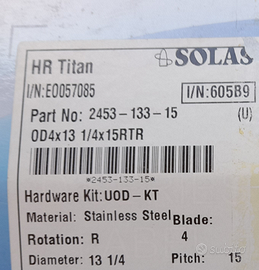 SOLAS
HR Titan
I/N:E0057085
I/N:605B9
Part No: 2453-133-15 (U)
OD4x13 1/4x15RTR
*2453-133-15*
Hardware Kit:UOD-KT
Material: Stainless Steel Blade:
Rotation: R 4
Diameter: 13 1/4 Pitch: 15
subito